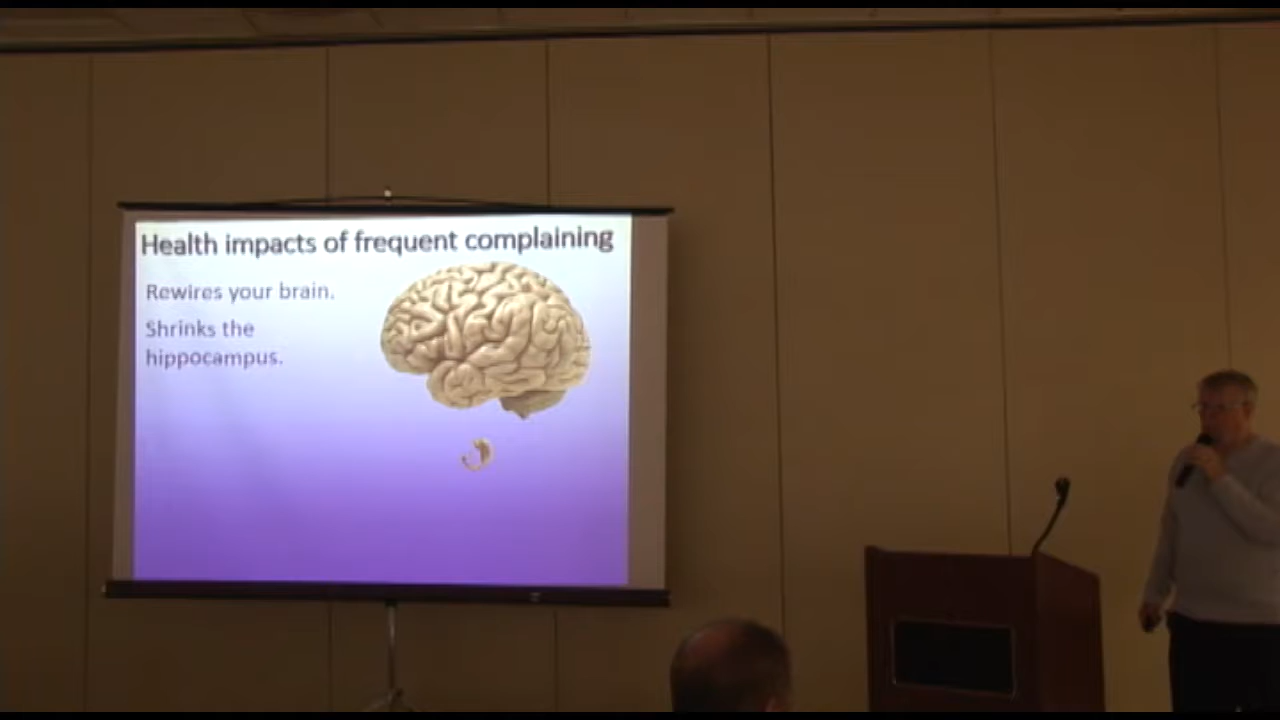 Health impacts of frequent complaining
Rewires your brain.
Shrinks the
hippocampus.